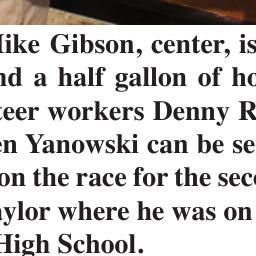 Mike Gibson, center, is
nd a half gallon of ho
teer workers Denny R
en Yanowski can be se
on the race for the sec
aylor where he was on
High School.